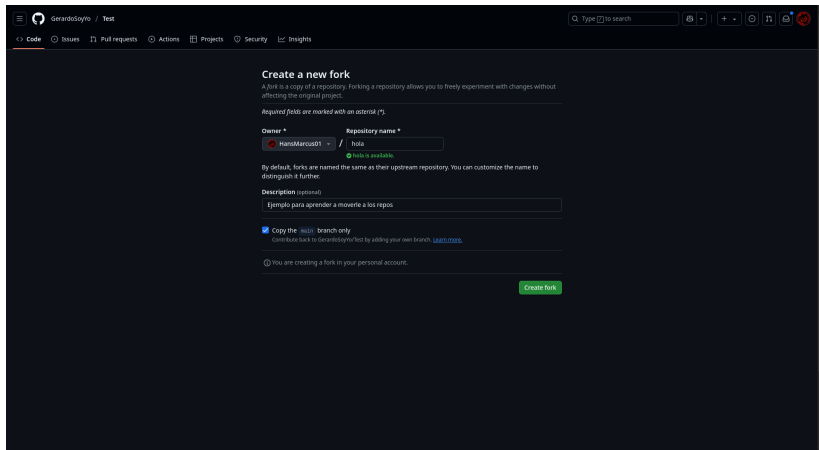 GerardoSoyYo / Test
Type / to search
Code Issues Pull requests Actions Projects Security Insights
Create a new fork
A fork is a copy of a repository. Forking a repository allows you to freely experiment with changes without
affecting the original project.
Required fields are marked with an asterisk (*).
Owner * Repository name *
HansMarcus01 / hola
hola is available.
By default, forks are named the same as their upstream repository. You can customize the name to
distinguish it further.
Description (optional)
Ejemplo para aprender a moverle a los repos
Copy the main branch only
Contribute back to GerardoSoyYo/Test by adding your own branch. Learn more.
You are creating a fork in your personal account.
Create fork